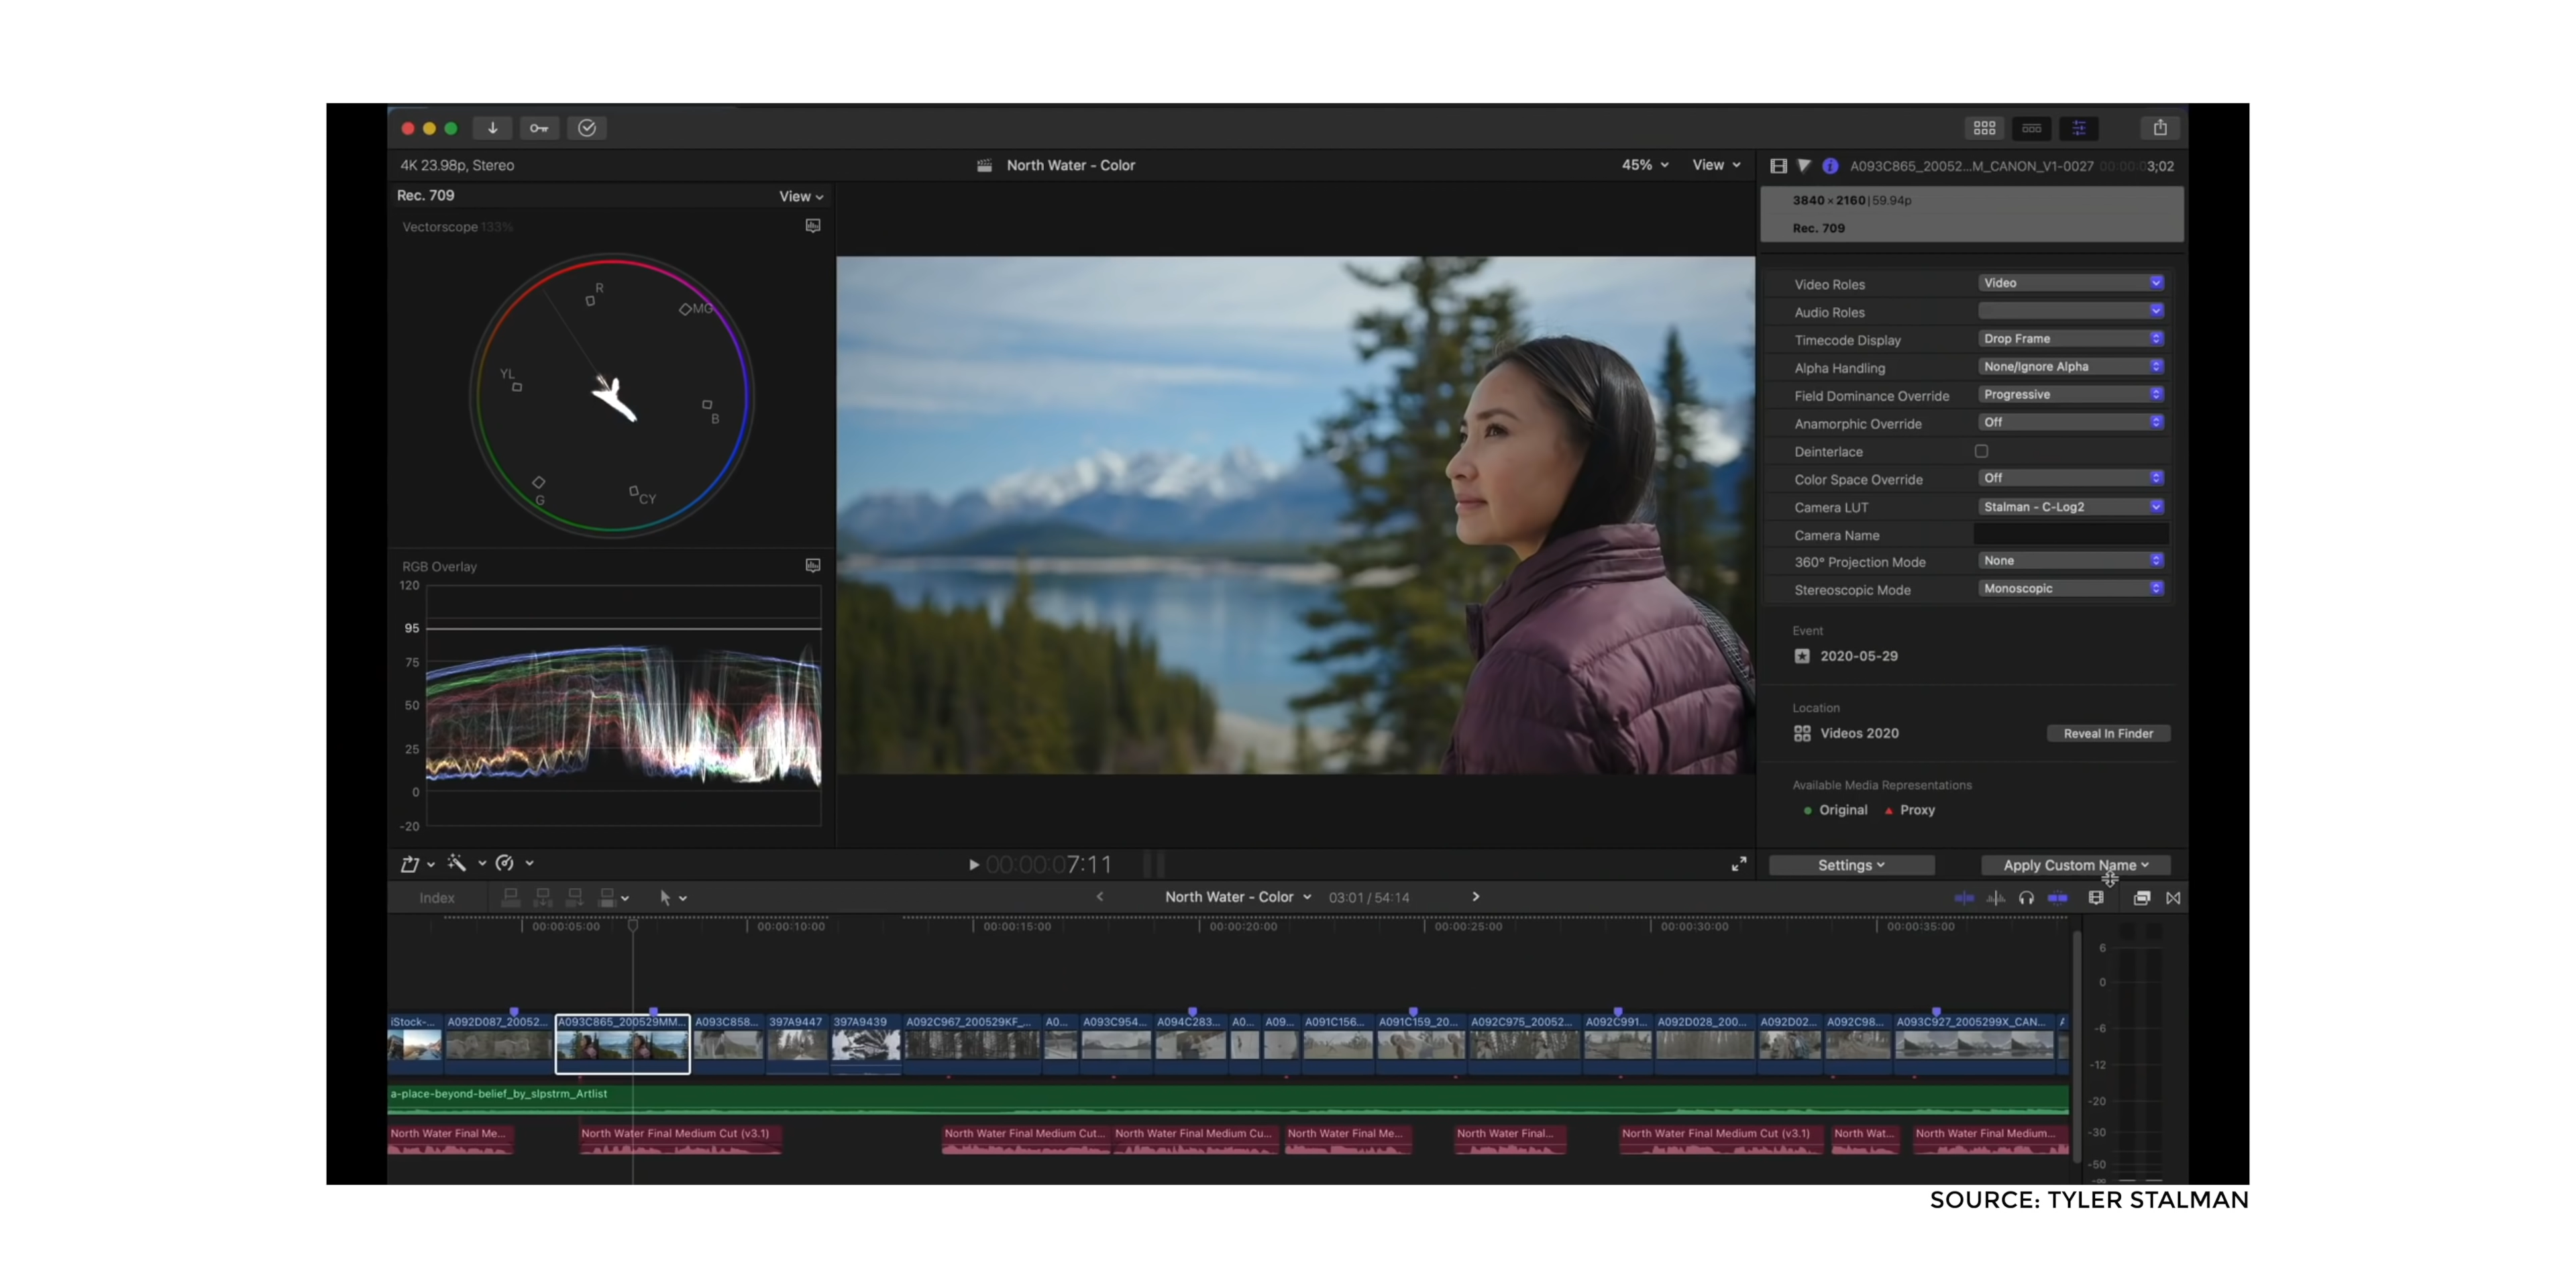 4K 23.98p, Stereo
North Water - Color
45%
View
A093C865_20052...M_CANON_V1-0027
00:00:03;02
Rec. 709
View
Vectorscope 133%
R
MG
YL
B
G
CY
RGB Overlay
120
95
75
50
25
0
-20
3840 × 2160 | 59.94p
Rec. 709
Video Roles Video
Audio Roles
Timecode Display Drop Frame
Alpha Handling None/Ignore Alpha
Field Dominance Override Progressive
Anamorphic Override Off
Deinterlace
Color Space Override Off
Camera LUT Stalman - C-Log2
Camera Name
360° Projection Mode None
Stereoscopic Mode Monoscopic
Event
2020-05-29
Location
Videos 2020 Reveal In Finder
Available Media Representations
Original Proxy
00:00:07:11
Settings
Apply Custom Name
Index
North Water - Color
03:01 / 54:14
00:00:05:00
00:00:10:00
00:00:15:00
00:00:20:00
00:00:25:00
00:00:30:00
00:00:35:00
iStock-...
A092D087_20052...
A093C865_200529MM...
A093C858...
397A9447
397A9439
A092C967_200529KF_...
A0...
A093C954...
A094C283...
A0...
A09...
A091C156...
A091C159_20...
A092C975_20052...
A092C991...
A092D028_200...
A092D02...
A092C98...
A093C927_2005299X_CAN...
a-place-beyond-belief_by_slpstrm_Artlist
North Water Final Me...
North Water Final Medium Cut (v3.1)
North Water Final Medium Cut...
North Water Final Medium Cu...
North Water Final Me...
North Water Final...
North Water Final Medium Cut (v3.1)
North Wat...
North Water Final Medium...
6
0
-6
-12
-20
-30
-50
-∞
SOURCE: TYLER STALMAN